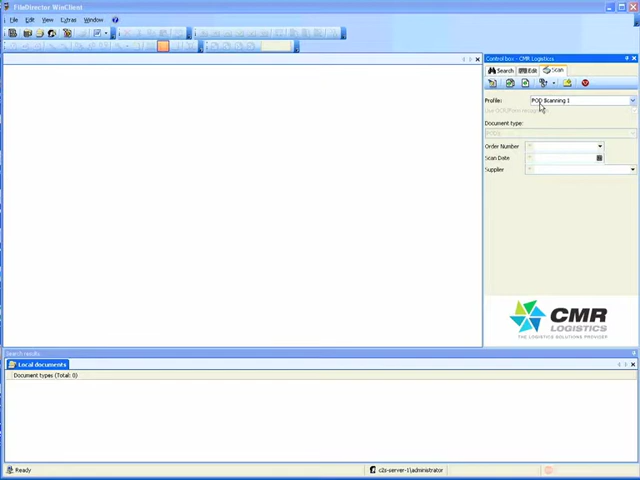 FileDirector WinClient
File Edit View Extras Window
Control box - CMR Logistics
Search Edit Scan
Profile: POD Scanning 1
Document type:
Order Number
Scan Date
Supplier
CMR
LOGISTICS
THE LOGISTICS SOLUTIONS PROVIDER
Search results
Local documents
Document types (Total: 0)
Ready c2s-server-1\administrator